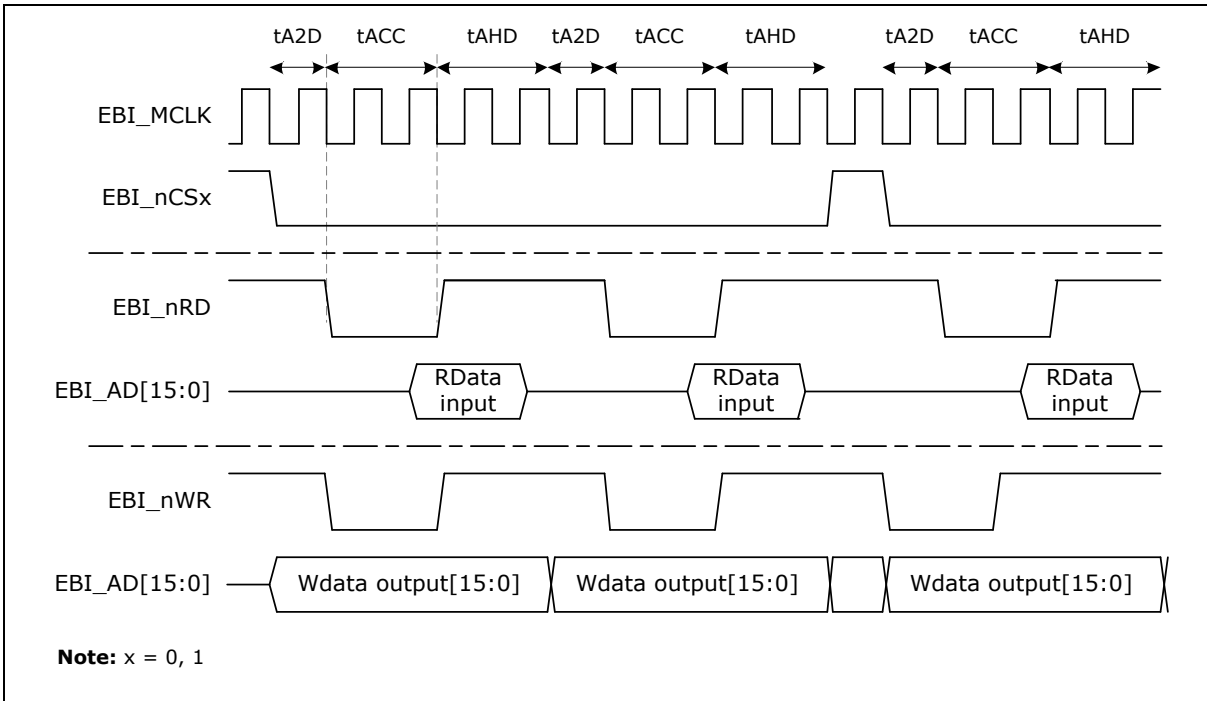 tA2D tACC tAHD tA2D tACC tAHD tA2D tACC tAHD
EBI_MCLK
EBI_nCSx
EBI_nRD
EBI_AD[15:0]
RData
input
RData
input
RData
input
EBI_nWR
EBI_AD[15:0]
Wdata output[15:0] Wdata output[15:0] Wdata output[15:0]
Note: x = 0, 1